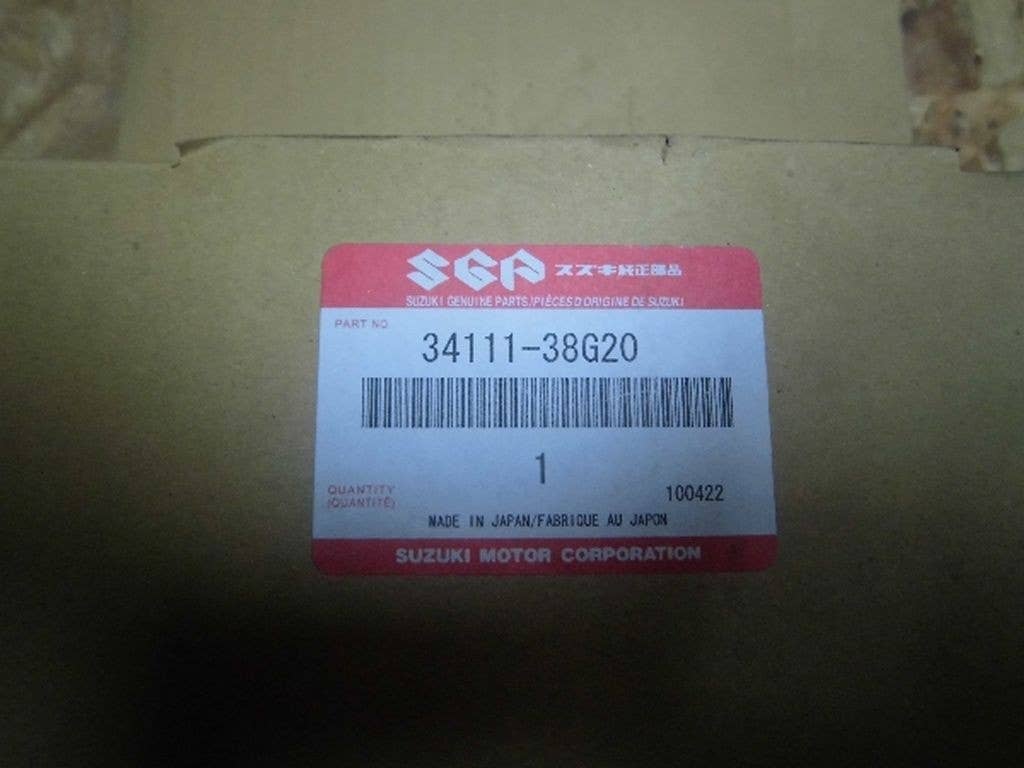 SGP スズキ純正部品
SUZUKI GENUINE PARTS/PIÈCES D'ORIGINE DE SUZUKI
PART NO
34111-38G20
1
QUANTITY
(QUANTITÉ)
100422
MADE IN JAPAN/FABRIQUE AU JAPON
SUZUKI MOTOR CORPORATION